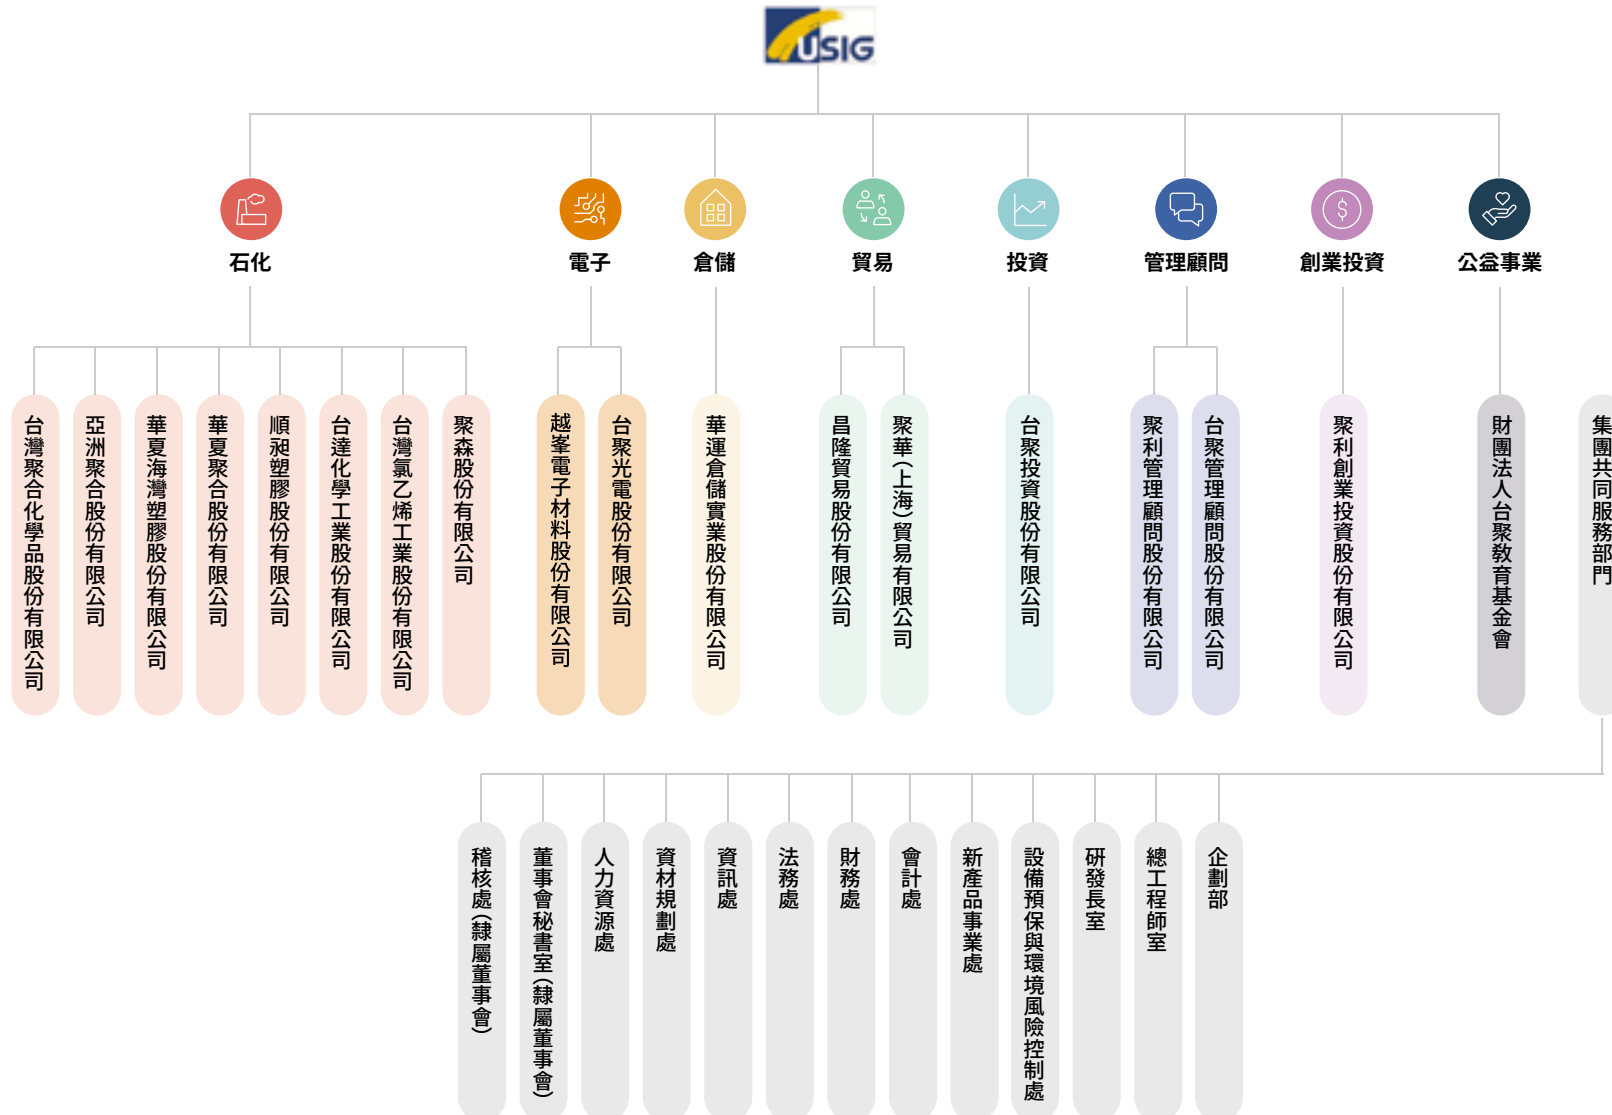 USIG
石化
電子
倉儲
貿易
投資
管理顧問
創業投資
公益事業
台灣聚合化學品股份有限公司
亞洲聚合股份有限公司
華夏海灣塑膠股份有限公司
華夏聚合股份有限公司
順昶塑膠股份有限公司
台達化學工業股份有限公司
台灣氯乙烯工業股份有限公司
聚森股份有限公司
越峯電子材料股份有限公司
台聚光電股份有限公司
華運倉儲實業股份有限公司
昌隆貿易股份有限公司
聚華(上海)貿易有限公司
台聚投資股份有限公司
聚利管理顧問股份有限公司
台聚管理顧問股份有限公司
聚利創業投資股份有限公司
財團法人台聚教育基金會
集團共同服務部門
稽核處(隸屬董事會)
董事會秘書室(隸屬董事會)
人力資源處
資材規劃處
資訊處
法務處
財務處
會計處
新產品事業處
設備預保與環境風險控制處
研發長室
總工程師室
企劃部